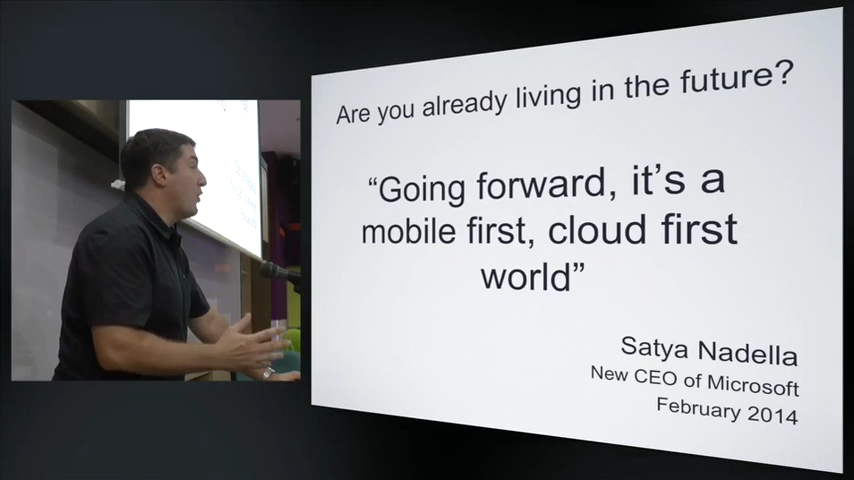 Are you already living in the future?
“Going forward, it’s a
mobile first, cloud first
world”
Satya Nadella
New CEO of Microsoft
February 2014